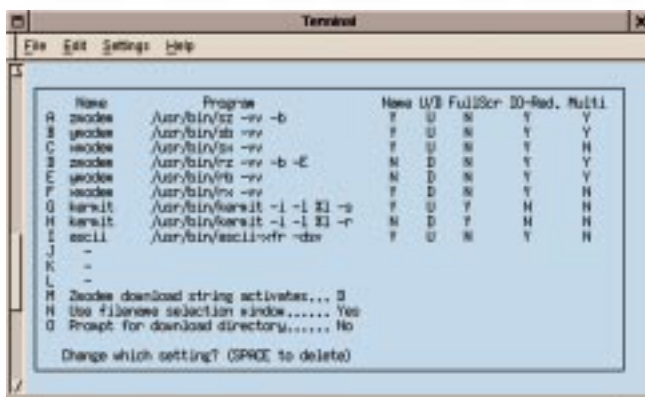 Terminal
File Edit Settings Help
Name Program Name U/D FullScr IO-Red. Multi
A zmodem /usr/bin/sz -vv -b Y U N Y Y
B ymodem /usr/bin/sb -vv Y U N Y Y
C xmodem /usr/bin/sx -vv Y U N Y N
D zmodem /usr/bin/rz -vv -b -E N D N Y Y
E ymodem /usr/bin/rb -vv N D N Y Y
F xmodem /usr/bin/rx -vv Y D N Y N
G kermit /usr/bin/kermit -i -l %l -s Y U Y N N
H kermit /usr/bin/kermit -i -l %l -r N D Y N N
I ascii /usr/bin/ascii-xfr -dsv Y U N Y N
J -
K -
L -
M Zmodem download string activates... D
N Use filename selection window...... Yes
O Prompt for download directory...... No
Change which setting? (SPACE to delete)